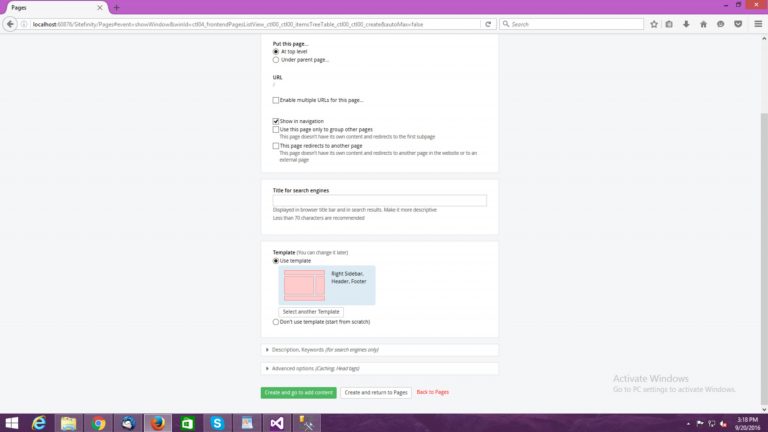 Pages
localhost:60876/Sitefinity/Pages#event=showWindow&winId=ctl04_frontendPagesListView_ctl00_ctl00_itemsTreeTable_ctl00_ctl00_create&autoMax=false
Search
Put this page...
At top level
Under parent page...
URL
/
Enable multiple URLs for this page...
Show in navigation
Use this page only to group other pages
This page doesn't have its own content and redirects to the first subpage
This page redirects to another page
This page doesn't have its own content and redirects to another page in the website or to an
external page
Title for search engines
Displayed in browser title bar and in search results. Make it more descriptive
Less than 70 characters are recommended
Template (You can change it later)
Use template
Right Sidebar,
Header, Footer
Select another Template
Don't use template (start from scratch)
Description, Keywords (for search engines only)
Advanced options (Caching, Head tags)
Create and go to add content
Create and return to Pages
Back to Pages
Activate Windows
Go to PC settings to activate Windows.
3:18 PM
9/20/2016